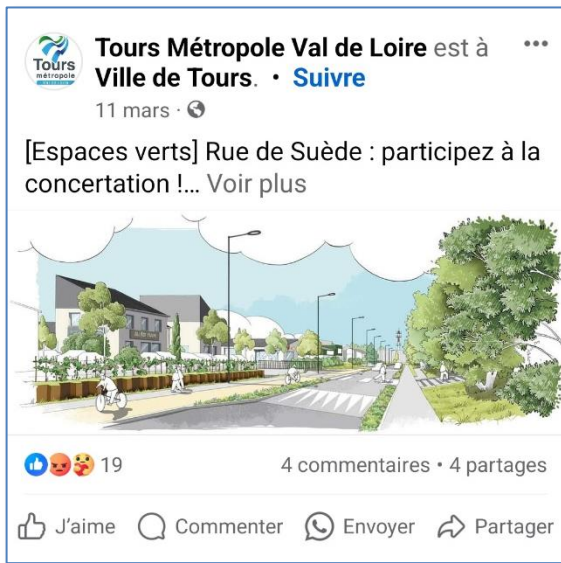 Tours
métropole
Tours Métropole Val de Loire est à
Ville de Tours. • Suivre
11 mars ·
[Espaces verts] Rue de Suède : participez à la
concertation !... Voir plus
19
4 commentaires • 4 partages
J'aime
Commenter
Envoyer
Partager